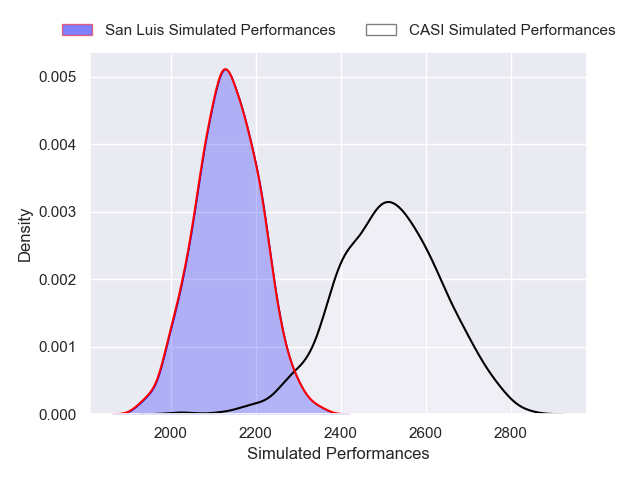 San Luis Simulated Performances CASI Simulated Performances
0.005
0.004
0.003
0.002
0.001
0.000
Density
2000 2200 2400 2600 2800
Simulated Performances